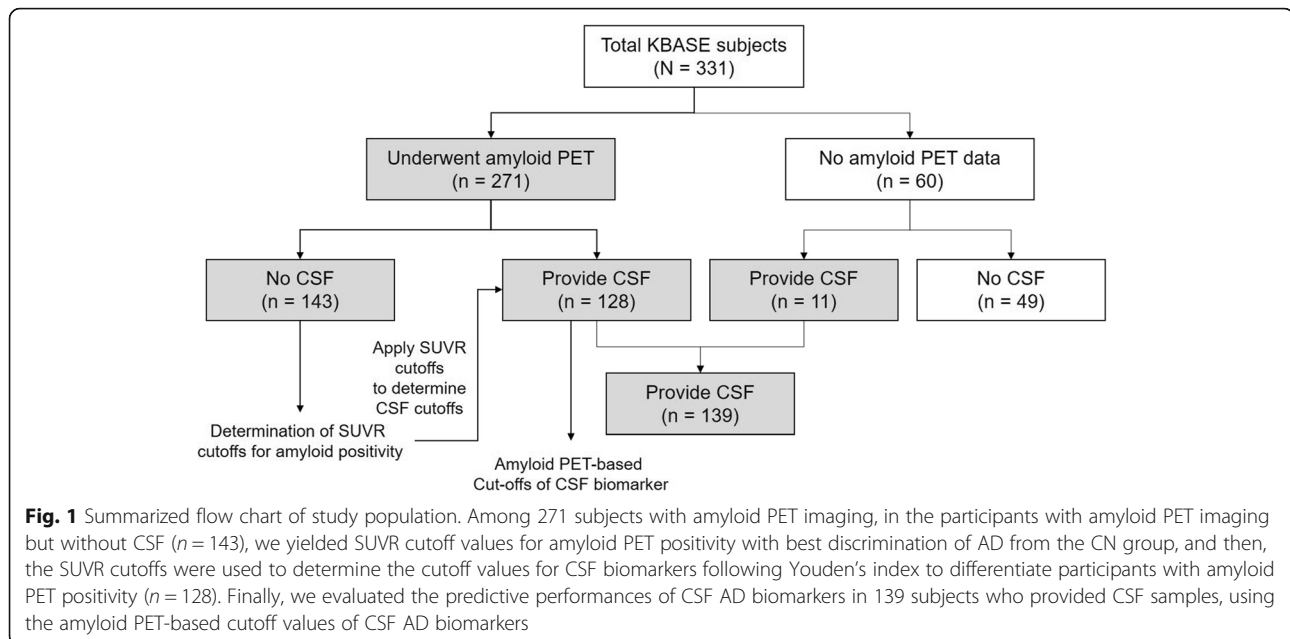 Total KBASE subjects
(N = 331)
Underwent amyloid PET
(n = 271)
No amyloid PET data
(n = 60)
No CSF
(n = 143)
Provide CSF
(n = 128)
Provide CSF
(n = 11)
No CSF
(n = 49)
Apply SUVR
cutoffs
to determine
CSF cutoffs
Provide CSF
(n = 139)
Determination of SUVR
cutoffs for amyloid positivity
Amyloid PET-based
Cut-offs of CSF biomarker
Fig. 1 Summarized flow chart of study population. Among 271 subjects with amyloid PET imaging, in the participants with amyloid PET imaging
but without CSF (n = 143), we yielded SUVR cutoff values for amyloid PET positivity with best discrimination of AD from the CN group, and then,
the SUVR cutoffs were used to determine the cutoff values for CSF biomarkers following Youden's index to differentiate participants with amyloid
PET positivity (n = 128). Finally, we evaluated the predictive performances of CSF AD biomarkers in 139 subjects who provided CSF samples, using
the amyloid PET-based cutoff values of CSF AD biomarkers